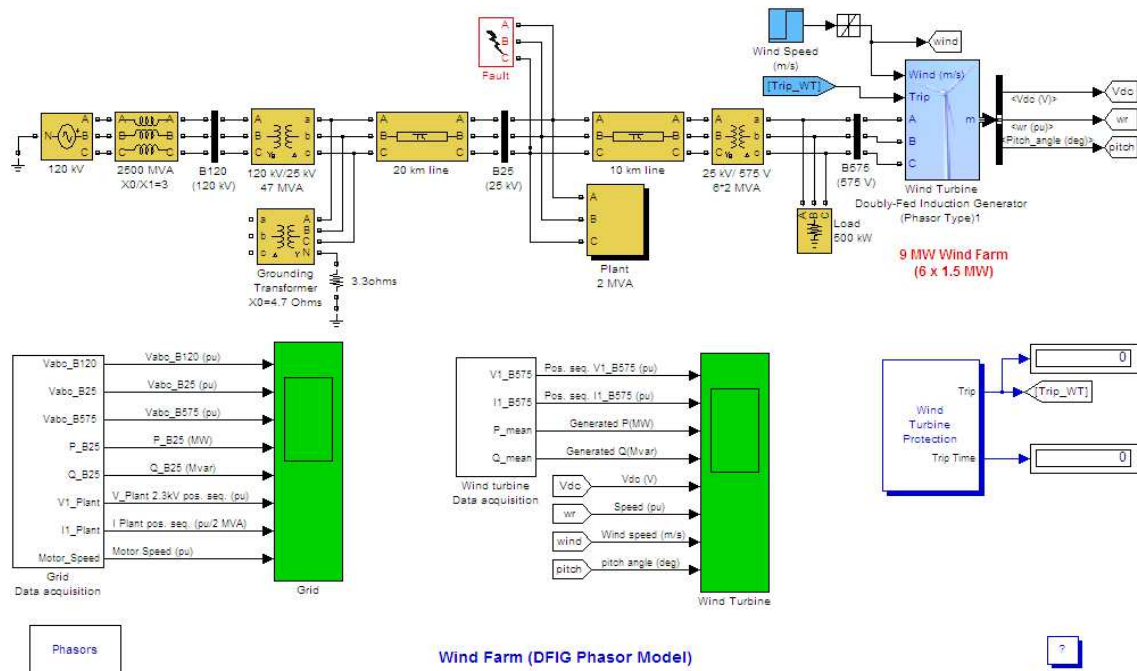 A
B
C
Fault
Wind Speed
(m/s)
wind
[Trip_WT]
Wind (m/s)
Trip
A
B
C
m
<Vdc (V)>
<wr (pu)>
<Pitch_angle (deg)>
Vdc
wr
pitch
N
A
B
C
120 kV
A
B
C
A
B
C
2500 MVA
X0/X1=3
B120
(120 kV)
A
B
C
a
b
c
Yg
120 kV/25 kV
47 MVA
A
B
C
A
B
C
20 km line
B25
(25 kV)
A
B
C
A
B
C
10 km line
A
B
C
a
b
c
Yg
25 kV/ 575 V
6*2 MVA
B575
(575 V)
Wind Turbine
Doubly-Fed Induction Generator
(Phasor Type)1
a
b
c
A
B
C
N
Y
Grounding
Transformer
X0=4.7 Ohms
3.3ohms
A
B
C
Plant
2 MVA
A B C
Load
500 kW
9 MW Wind Farm
(6 x 1.5 MW)
Vabc_B120
Vabc_B25
Vabc_B575
P_B25
Q_B25
V1_Plant
I1_Plant
Motor_Speed
Vabc_B120 (pu)
Vabc_B25 (pu)
Vabc_B575 (pu)
P_B25 (MW)
Q_B25 (Mvar)
V_Plant 2.3kV pos. seq. (pu)
I Plant pos. seq. (pu/2 MVA)
Motor Speed (pu)
Grid
Data acquisition
Grid
V1_B575
I1_B575
P_mean
Q_mean
Wind turbine
Data acquisition
Pos. seq. V1_B575 (pu)
Pos. seq. I1_B575 (pu)
Generated P(MW)
Generated Q(Mvar)
Vdc
Vdc (V)
wr
Speed (pu)
wind
Wind speed (m/s)
pitch
pitch angle (deg)
Wind Turbine
Wind
Turbine
Protection
Trip
Trip Time
0
[Trip_WT]
0
Phasors
Wind Farm (DFIG Phasor Model)
?